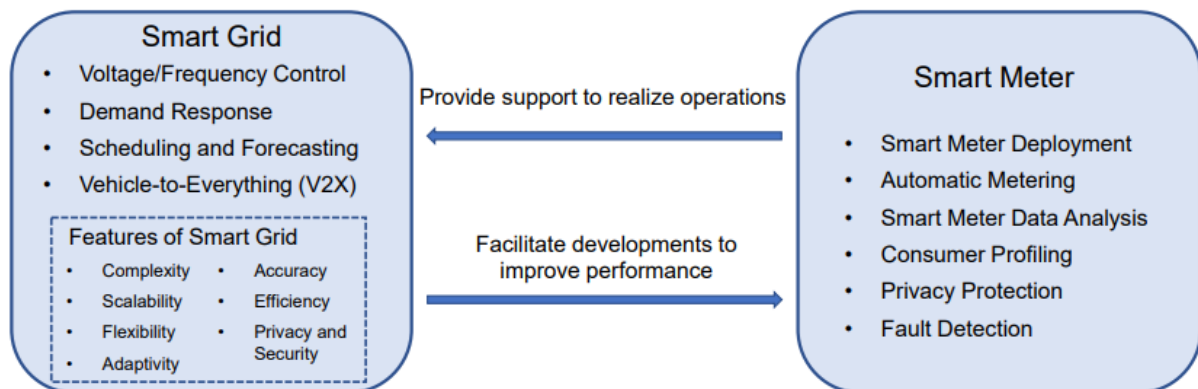 Smart Grid
• Voltage/Frequency Control
• Demand Response
• Scheduling and Forecasting
• Vehicle-to-Everything (V2X)
Features of Smart Grid
• Complexity
• Scalability
• Flexibility
• Adaptivity
• Accuracy
• Efficiency
• Privacy and
Security
Provide support to realize operations
Facilitate developments to
improve performance
Smart Meter
• Smart Meter Deployment
• Automatic Metering
• Smart Meter Data Analysis
• Consumer Profiling
• Privacy Protection
• Fault Detection